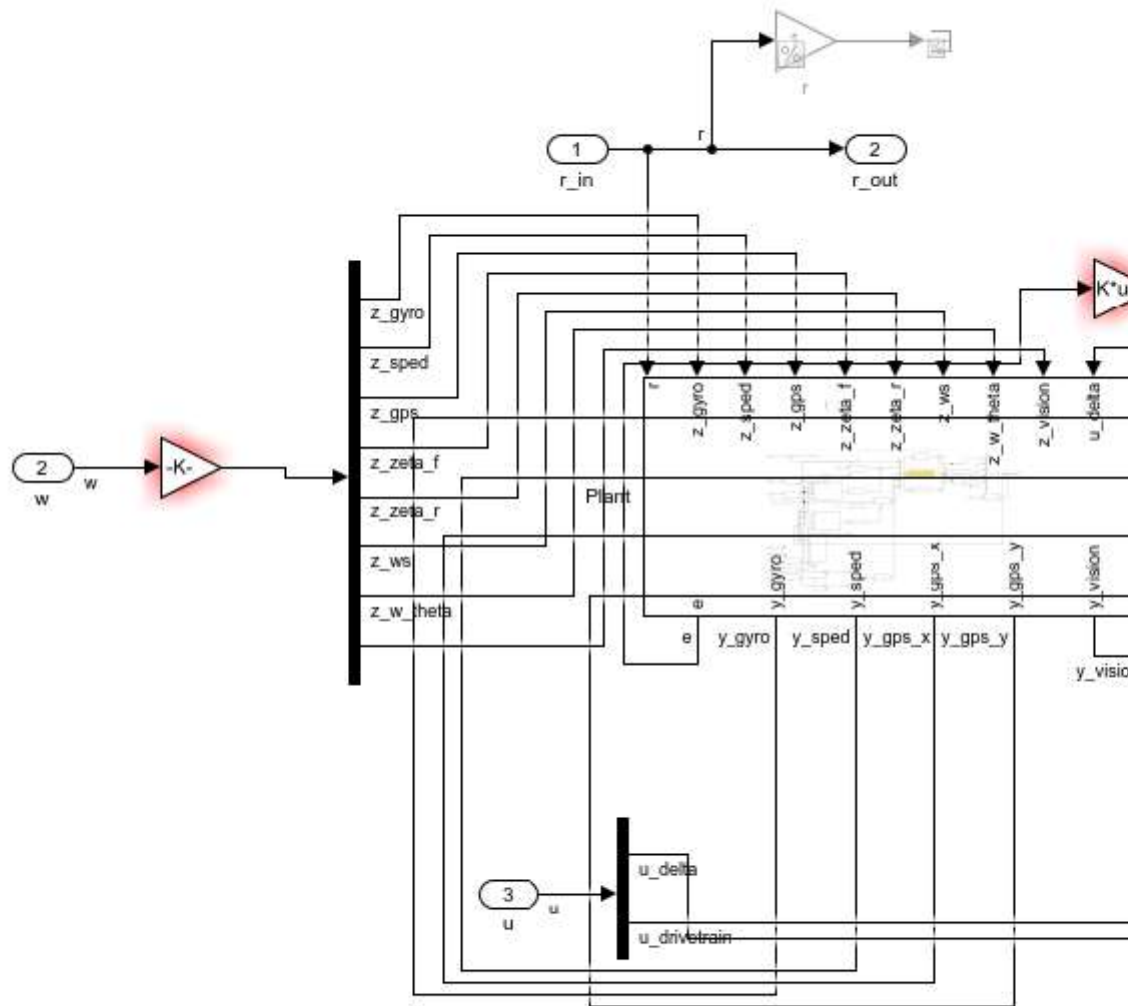 r
r
1
2
r_in
r_out
K*u
z_gyro
z_sped
z_gps
z_zeta_f
z_zeta_r
z_ws
z_w_theta
r
z_gyro
z_sped
z_gps
z_zeta_f
z_zeta_r
z_ws
z_w_theta
z_vision
u_delta
2
w
w
-K-
Plant
e
y_gyro
y_sped
y_gps_x
y_gps_y
y_vision
e
y_gyro
y_sped
y_gps_x
y_gps_y
y_visio
u_delta
3
u
u
u_drivetrain